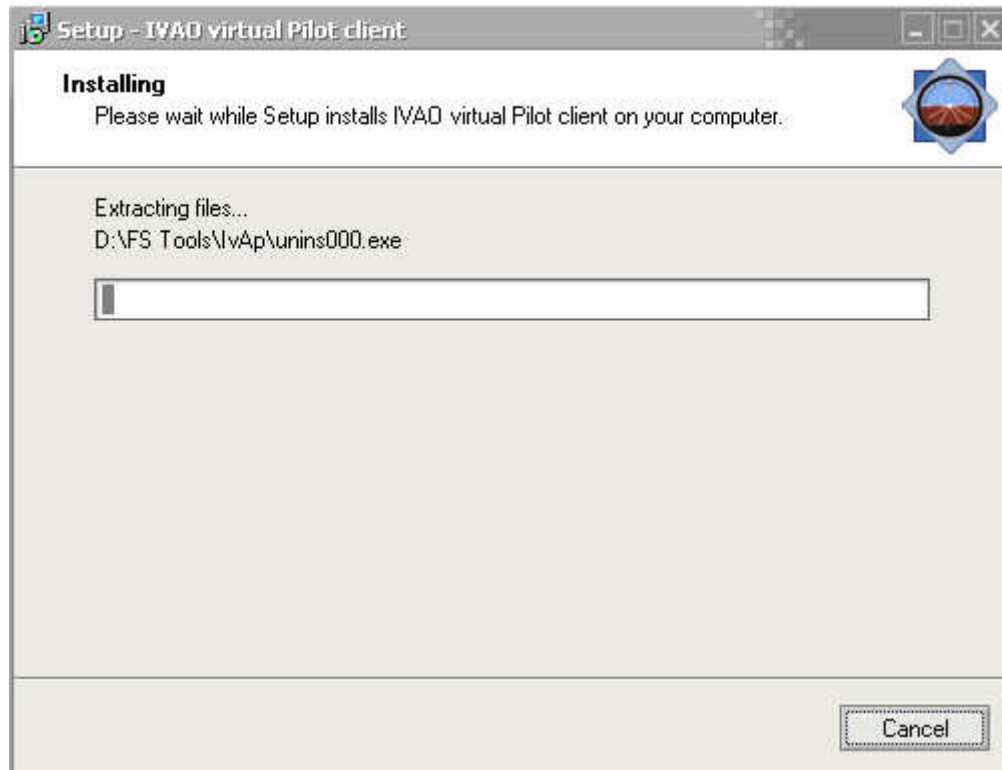 Setup - IVAO virtual Pilot client
Installing
Please wait while Setup installs IVAO virtual Pilot client on your computer.
Extracting files...
D:\FS Tools\IvAp\unins000.exe
Cancel